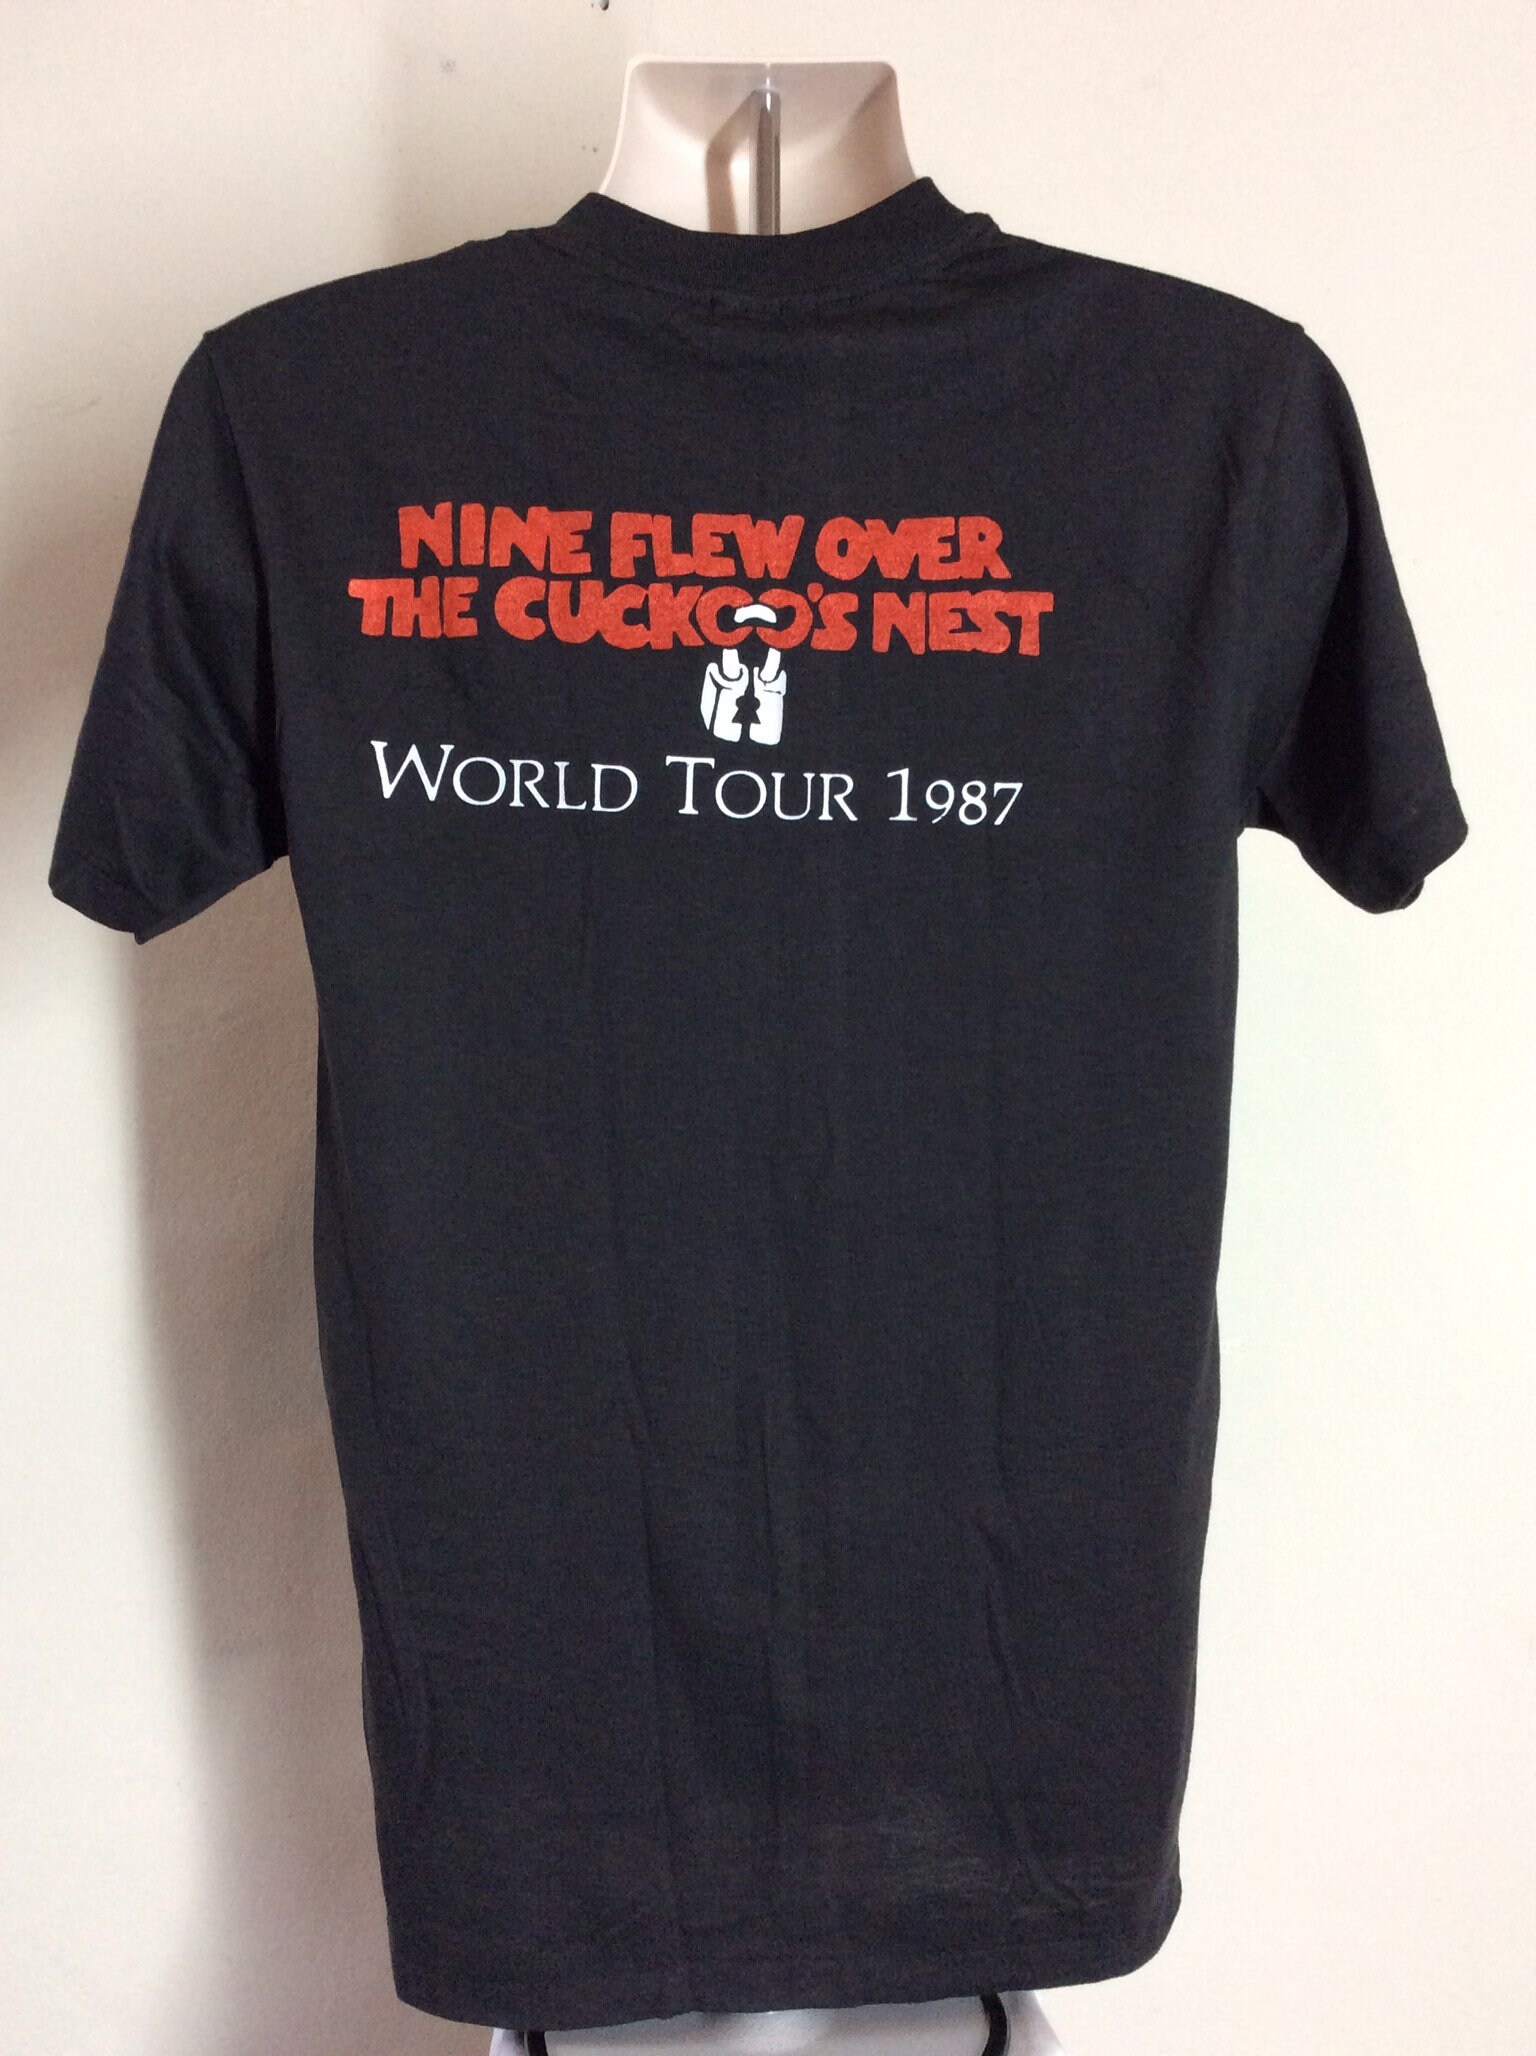 NINE FLEW OVER
THE CUCKOO'S NEST
WORLD TOUR 1987